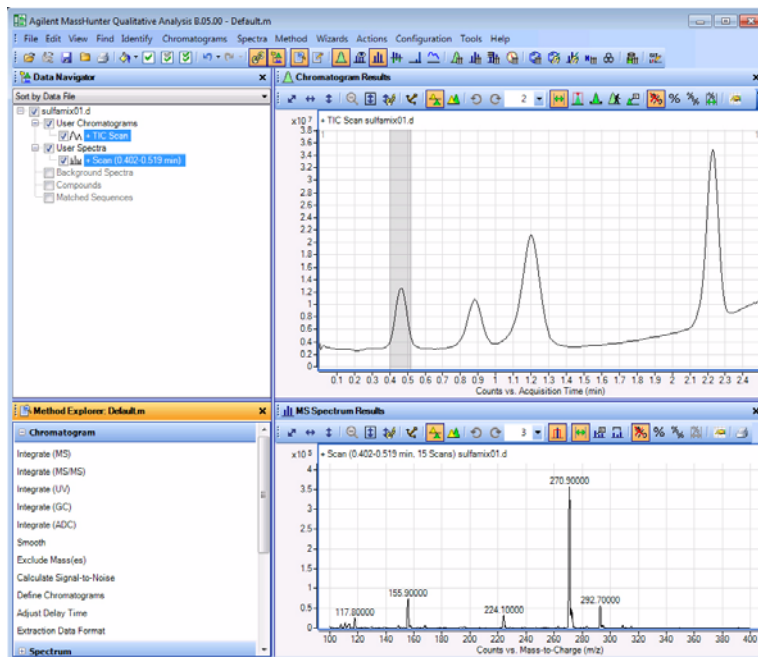 Agilent MassHunter Qualitative Analysis B.05.00 - Default.m
File Edit View Find Identify Chromatograms Spectra Method Wizards Actions Configuration Tools Help
Data Navigator
Sort by Data File
sulfamix01.d
User Chromatograms
+ TIC Scan
User Spectra
+ Scan (0.402-0.519 min)
Background Spectra
Compounds
Matched Sequences
Chromatogram Results
2
x10 7
+ TIC Scan sulfamix01.d
1 1
3.8
3.6
3.4
3.2
3
2.8
2.6
2.4
2.2
2
1.8
1.6
1.4
1.2
1
0.8
0.6
0.4
0.2
0
0.1 0.2 0.3 0.4 0.5 0.6 0.7 0.8 0.9 1 1.1 1.2 1.3 1.4 1.5 1.6 1.7 1.8 1.9 2 2.1 2.2 2.3 2.4
Counts vs. Acquisition Time (min)
Method Explorer: Default.m
Chromatogram
Integrate (MS)
Integrate (MS/MS)
Integrate (UV)
Integrate (GC)
Integrate (ADC)
Smooth
Exclude Mass(es)
Calculate Signal-to-Noise
Define Chromatograms
Adjust Delay Time
Extraction Data Format
Spectrum
MS Spectrum Results
3
+ Scan (0.402-0.519 min, 15 Scans) sulfamix01.d
4
3.5
3
2.5
2
1.5
1
0.5
0
270.90000
155.90000
117.80000
224.10000
292.70000
100 120 140 160 180 200 220 240 260 280 300 320 340 360 380 400
Counts vs. Mass-to-Charge (m/z)